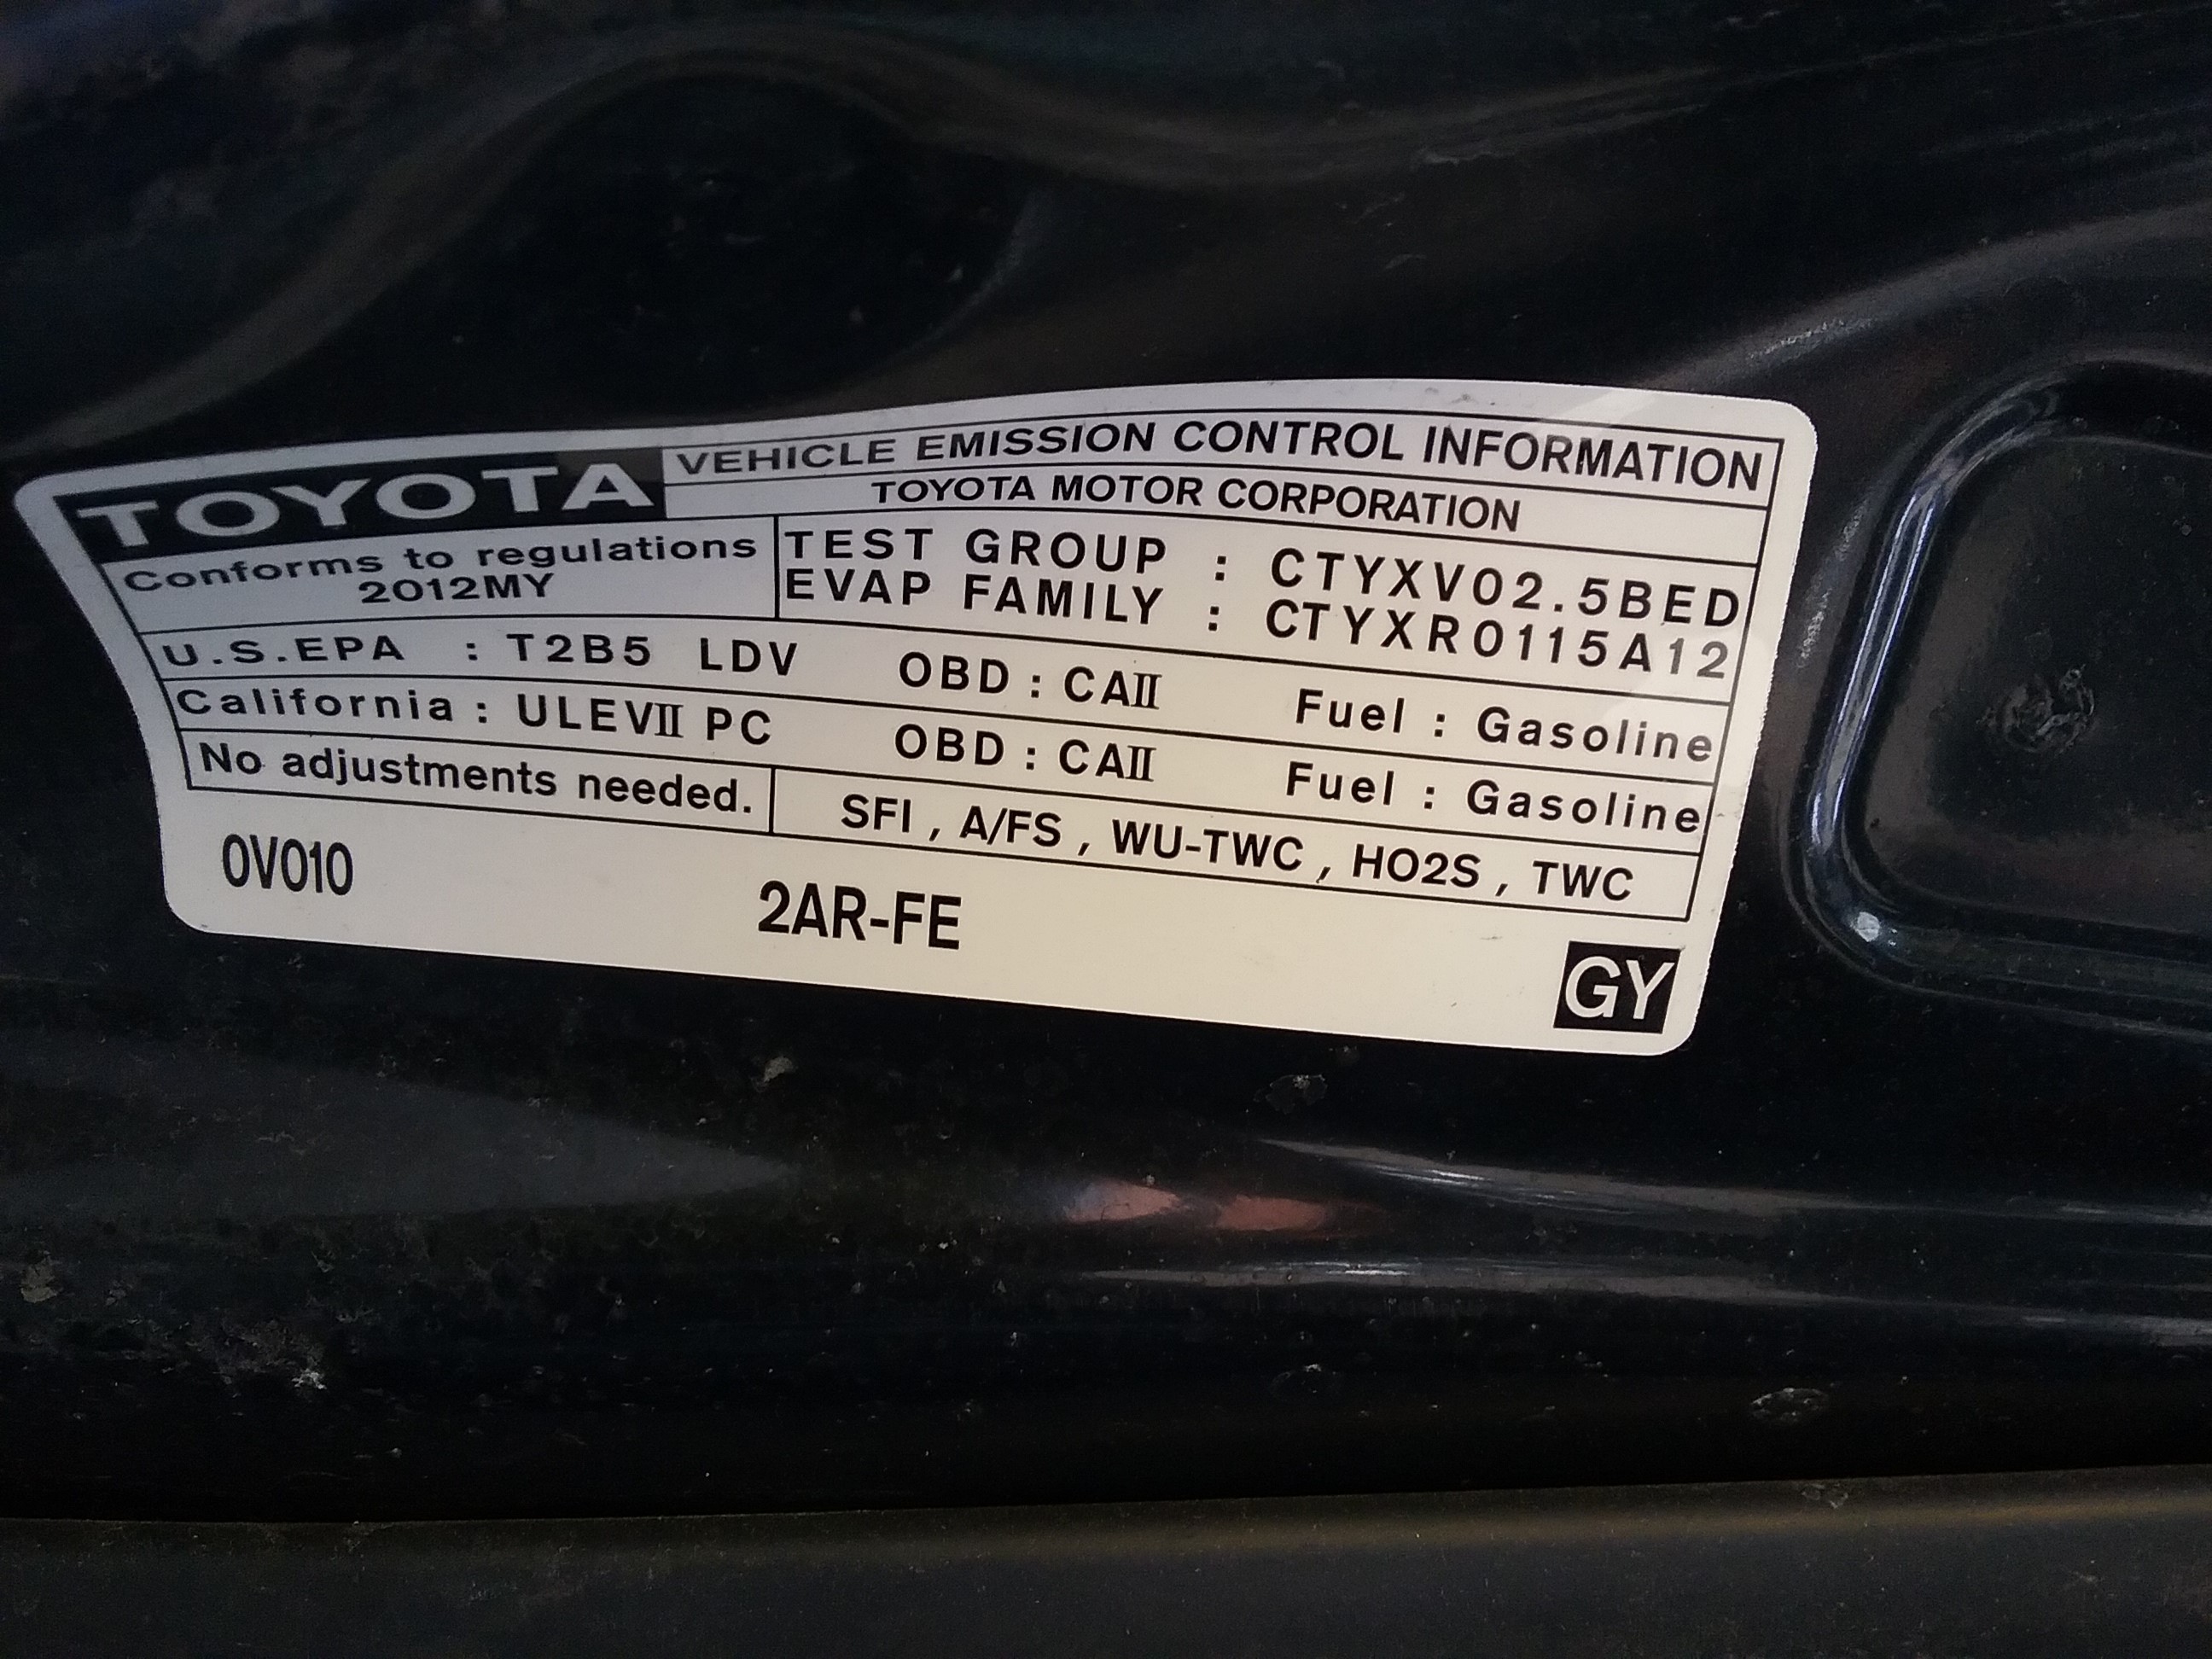 TOYOTA VEHICLE EMISSION CONTROL INFORMATION
TOYOTA MOTOR CORPORATION
Conforms to regulations
2012MY
TEST GROUP : CTYXV02.5BED
EVAP FAMILY : CTYXR0115A12
U.S.EPA : T2B5 LDV OBD : CAII Fuel : Gasoline
California : ULEVII PC OBD : CAII Fuel : Gasoline
No adjustments needed. SFI , A/FS , WU-TWC , HO2S , TWC
0V010
2AR-FE
GY